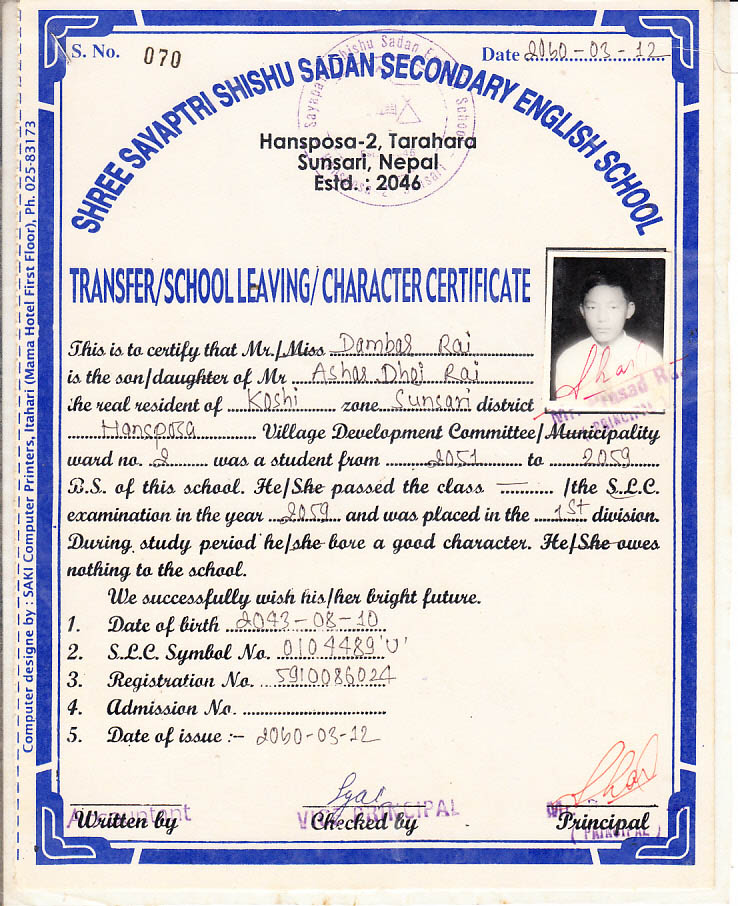 S. No. 070
Date 2060-03-12
SHREE SAYAPTRI SHISHU SADAN SECONDARY ENGLISH SCHOOL
Hansposa-2, Tarahara
Sunsari, Nepal
Estd. : 2046
TRANSFER/SCHOOL LEAVING/CHARACTER CERTIFICATE
This is to certify that Mr./Miss Dambar Rai
is the son/daughter of Mr Ashar Dhoj Rai
the real resident of Koshi zone Sunsari district
Hansposa Village Development Committee/Municipality
ward no. 2 was a student from 2051 to 2059
B.S. of this school. He/She passed the class — /the S.L.C.
examination in the year 2059 and was placed in the 1st division.
During study period he/she bore a good character. He/She owes
nothing to the school.
We successfully wish his/her bright future.
1. Date of birth 2043-08-10
2. S.L.C. Symbol No. 0104489 'U'
3. Registration No. 5910086024
4. Admission No.
5. Date of issue :- 2060-03-12
Accountant
VICE PRINCIPAL
(PRINCIPAL)
Written by
Checked by
Principal
PRINCIPAL
Computer designe by : SAKI Computer Printers, Itahari (Mama Hotel First Floor), Ph. 025-83173